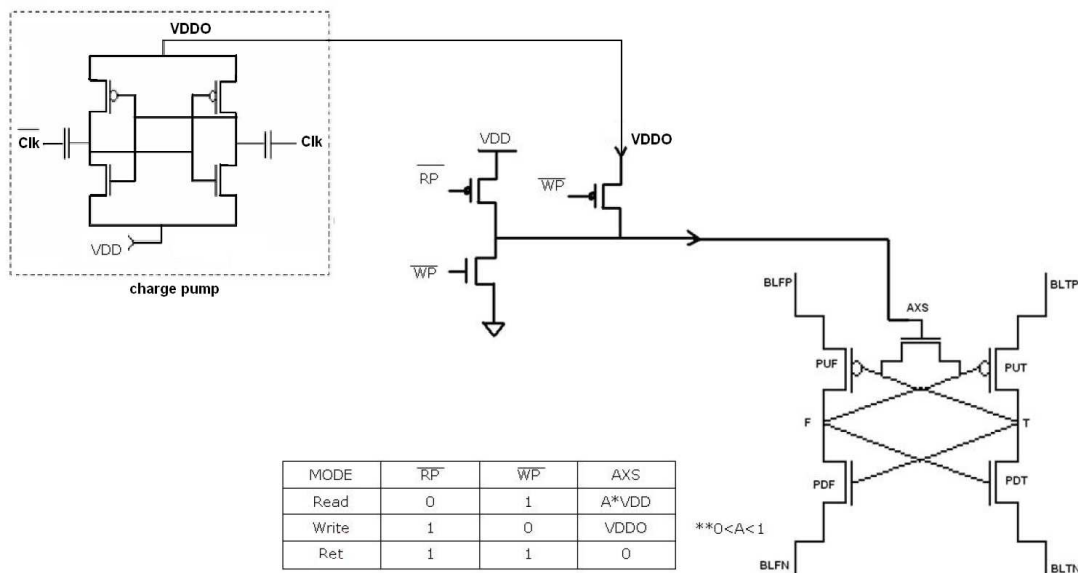 VDDO
Clk
Clk
VDD
charge pump
VDD
VDDO
RP
WP
WP
BLFP
BLTP
AXS
PUF
PUT
F
T
PDF
PDT
BLFN
BLTN
MODE RP WP AXS
Read 0 1 A*VDD
Write 1 0 VDDO
Ret 1 1 0
**0<A<1